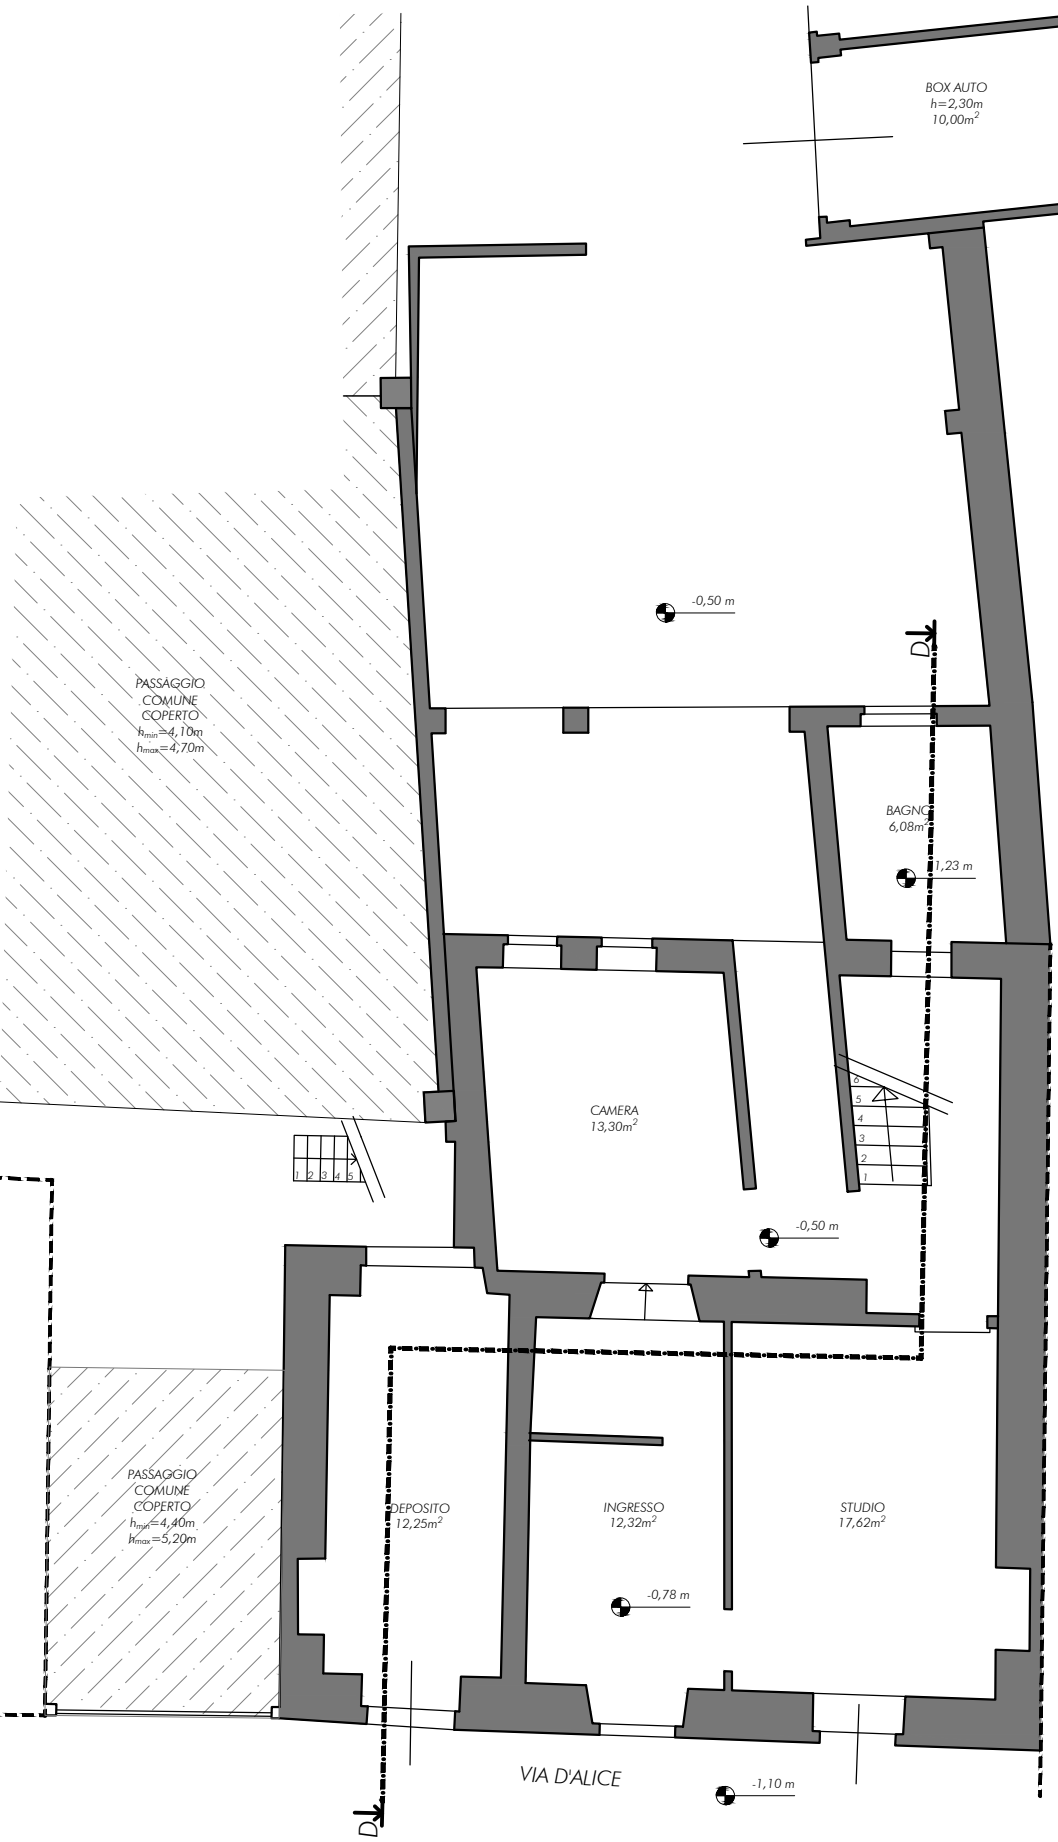 BOX AUTO
h=2,30m
10,00m²
-0,50 m
D
PASSAGGIO
COMUNE
COPERTO
hmin=4,10m
hmax=4,70m
BAGNO
6,08m²
1,23 m
6
5
4
3
2
1
CAMERA
13,30m²
1 2 3 4 5
-0,50 m
PASSAGGIO
COMUNE
COPERTO
hmin=4,40m
hmax=5,20m
DEPOSITO
12,25m²
INGRESSO
12,32m²
STUDIO
17,62m²
-0,78 m
VIA D'ALICE
-1,10 m
D